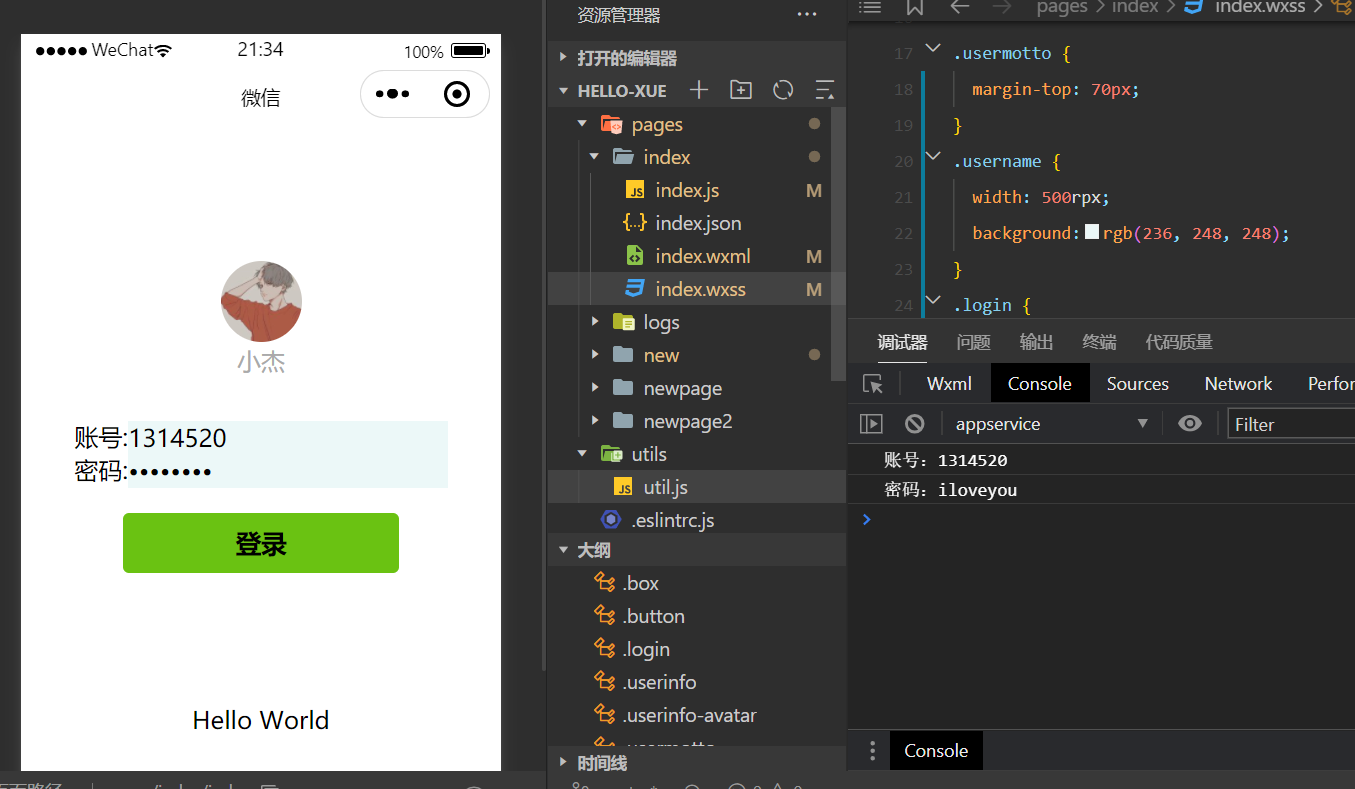 ●●●●● WeChat 21:34 100%
微信
小杰
账号:1314520
密码:••••••••
登录
Hello World
资源管理器 ···
打开的编辑器
HELLO-XUE
pages
index
index.js M
index.json
index.wxml M
index.wxss M
logs
new
newpage
newpage2
utils
util.js
.eslintrc.js
大纲
.box
.button
.login
.userinfo
.userinfo-avatar
时间线
pages > index > index.wxss >
17 .usermotto {
18 margin-top: 70px;
19 }
20 .username {
21 width: 500rpx;
22 background: rgb(236, 248, 248);
23 }
24 .login {
调试器 问题 输出 终端 代码质量
Wxml Console Sources Network Perfor
appservice Filter
账号: 1314520
密码: iloveyou
Console